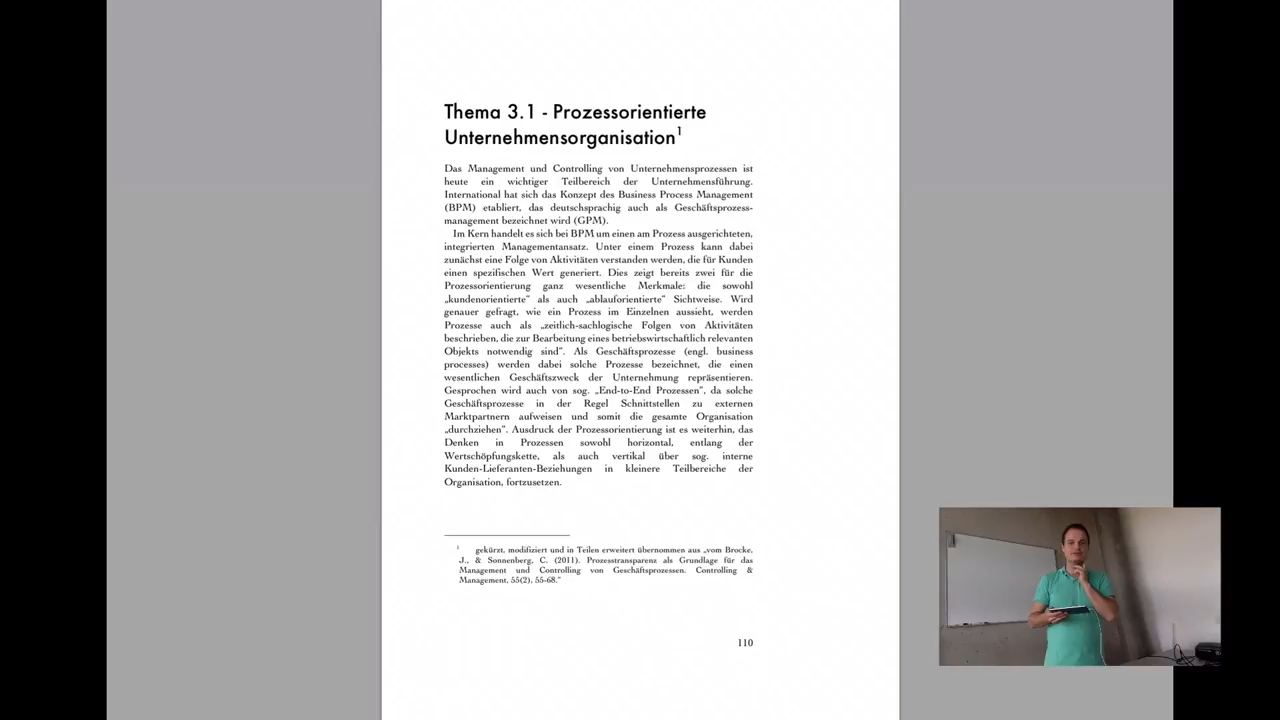 Thema 3.1 - Prozessorientierte
Unternehmensorganisation1
Das Management und Controlling von Unternehmensprozessen ist
heute ein wichtiger Teilbereich der Unternehmensführung.
International hat sich das Konzept des Business Process Management
(BPM) etabliert, das deutschsprachig auch als Geschäftsprozess-
management bezeichnet wird (GPM).
Im Kern handelt es sich bei BPM um einen am Prozess ausgerichteten,
integrierten Managementansatz. Unter einem Prozess kann dabei
zunächst eine Folge von Aktivitäten verstanden werden, die für Kunden
einen spezifischen Wert generiert. Dies zeigt bereits zwei für die
Prozessorientierung ganz wesentliche Merkmale: die sowohl
„kundenorientierte“ als auch „ablauforientierte“ Sichtweise. Wird
genauer gefragt, wie ein Prozess im Einzelnen aussieht, werden
Prozesse auch als „zeitlich-sachlogische Folgen von Aktivitäten
beschrieben, die zur Bearbeitung eines betriebswirtschaftlich relevanten
Objekts notwendig sind“. Als Geschäftsprozesse (engl. business
processes) werden dabei solche Prozesse bezeichnet, die einen
wesentlichen Geschäftszweck der Unternehmung repräsentieren.
Gesprochen wird auch von sog. „End-to-End Prozessen“, da solche
Geschäftsprozesse in der Regel Schnittstellen zu externen
Marktpartnern aufweisen und somit die gesamte Organisation
„durchziehen“. Ausdruck der Prozessorientierung ist es weiterhin, das
Denken in Prozessen sowohl horizontal, entlang der
Wertschöpfungskette, als auch vertikal über sog. interne
Kunden-Lieferanten-Beziehungen in kleinere Teilbereiche der
Organisation, fortzusetzen.
1 gekürzt, modifiziert und in Teilen erweitert übernommen aus „vom Brocke,
J., & Sonnenberg, C. (2011). Prozesstransparenz als Grundlage für das
Management und Controlling von Geschäftsprozessen. Controlling &
Management, 55(2), 55-68.“
110